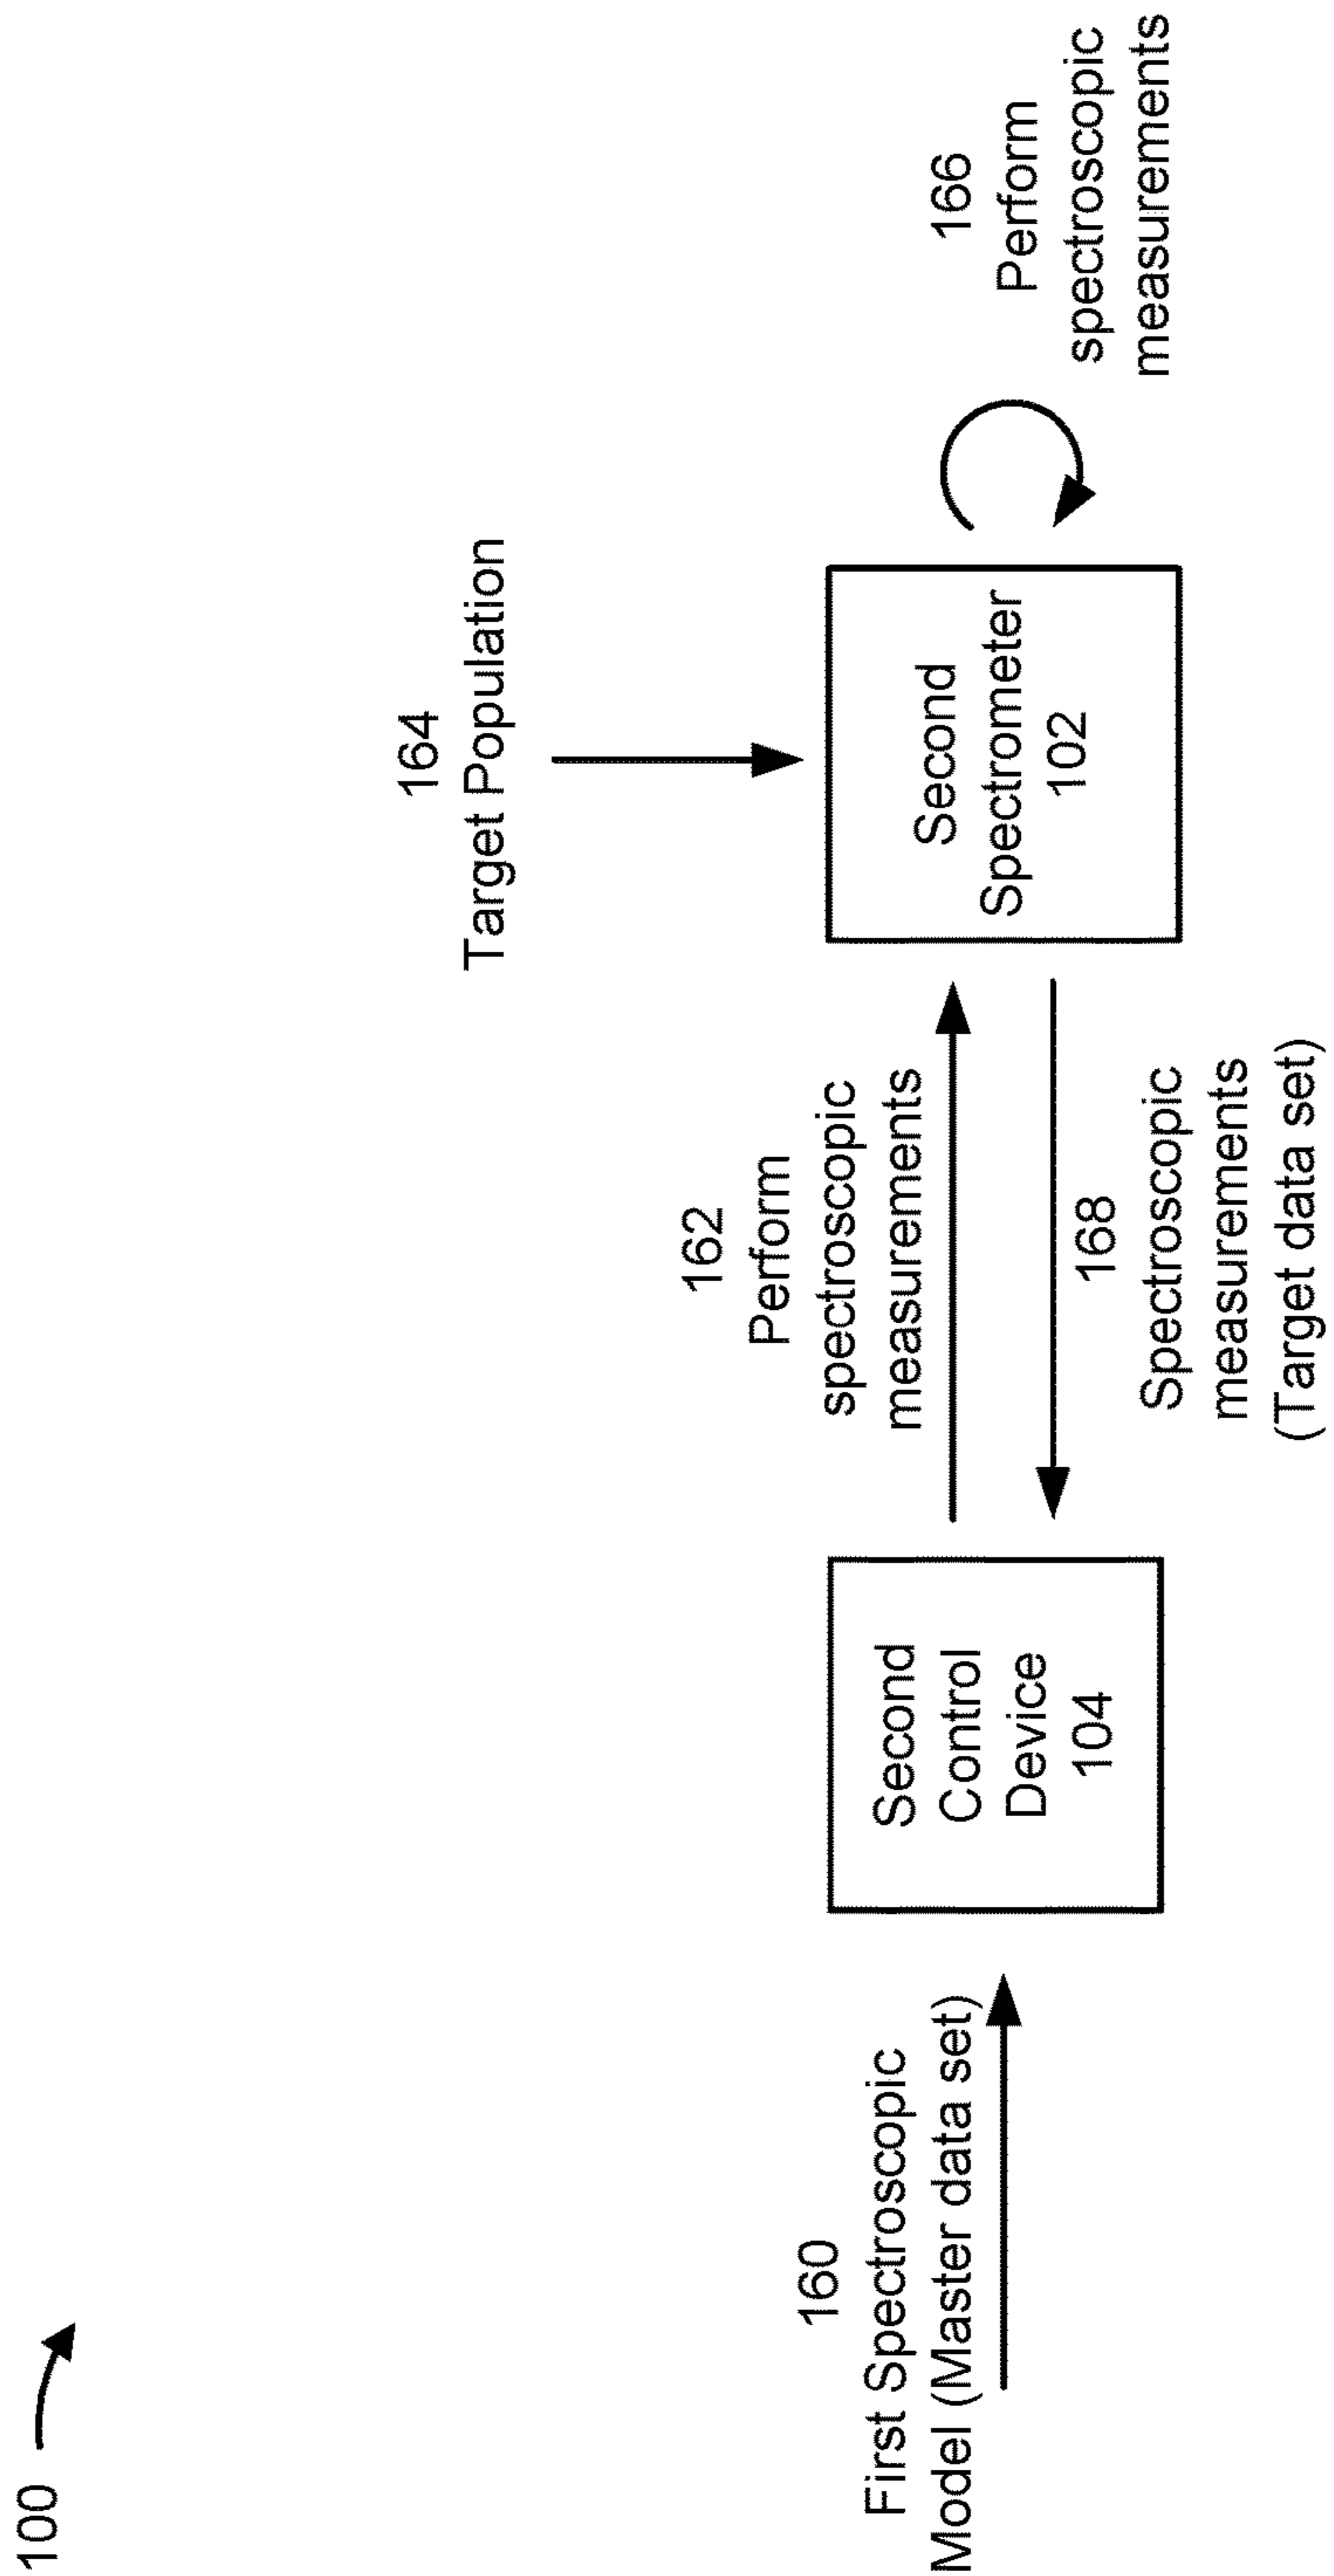 100
160
First Spectroscopic
Model (Master data set)
Second
Control
Device
104
162
Perform
spectroscopic
measurements
168
Spectroscopic
measurements
(Target data set)
164
Target Population
Second
Spectrometer
102
166
Perform
spectroscopic
measurements